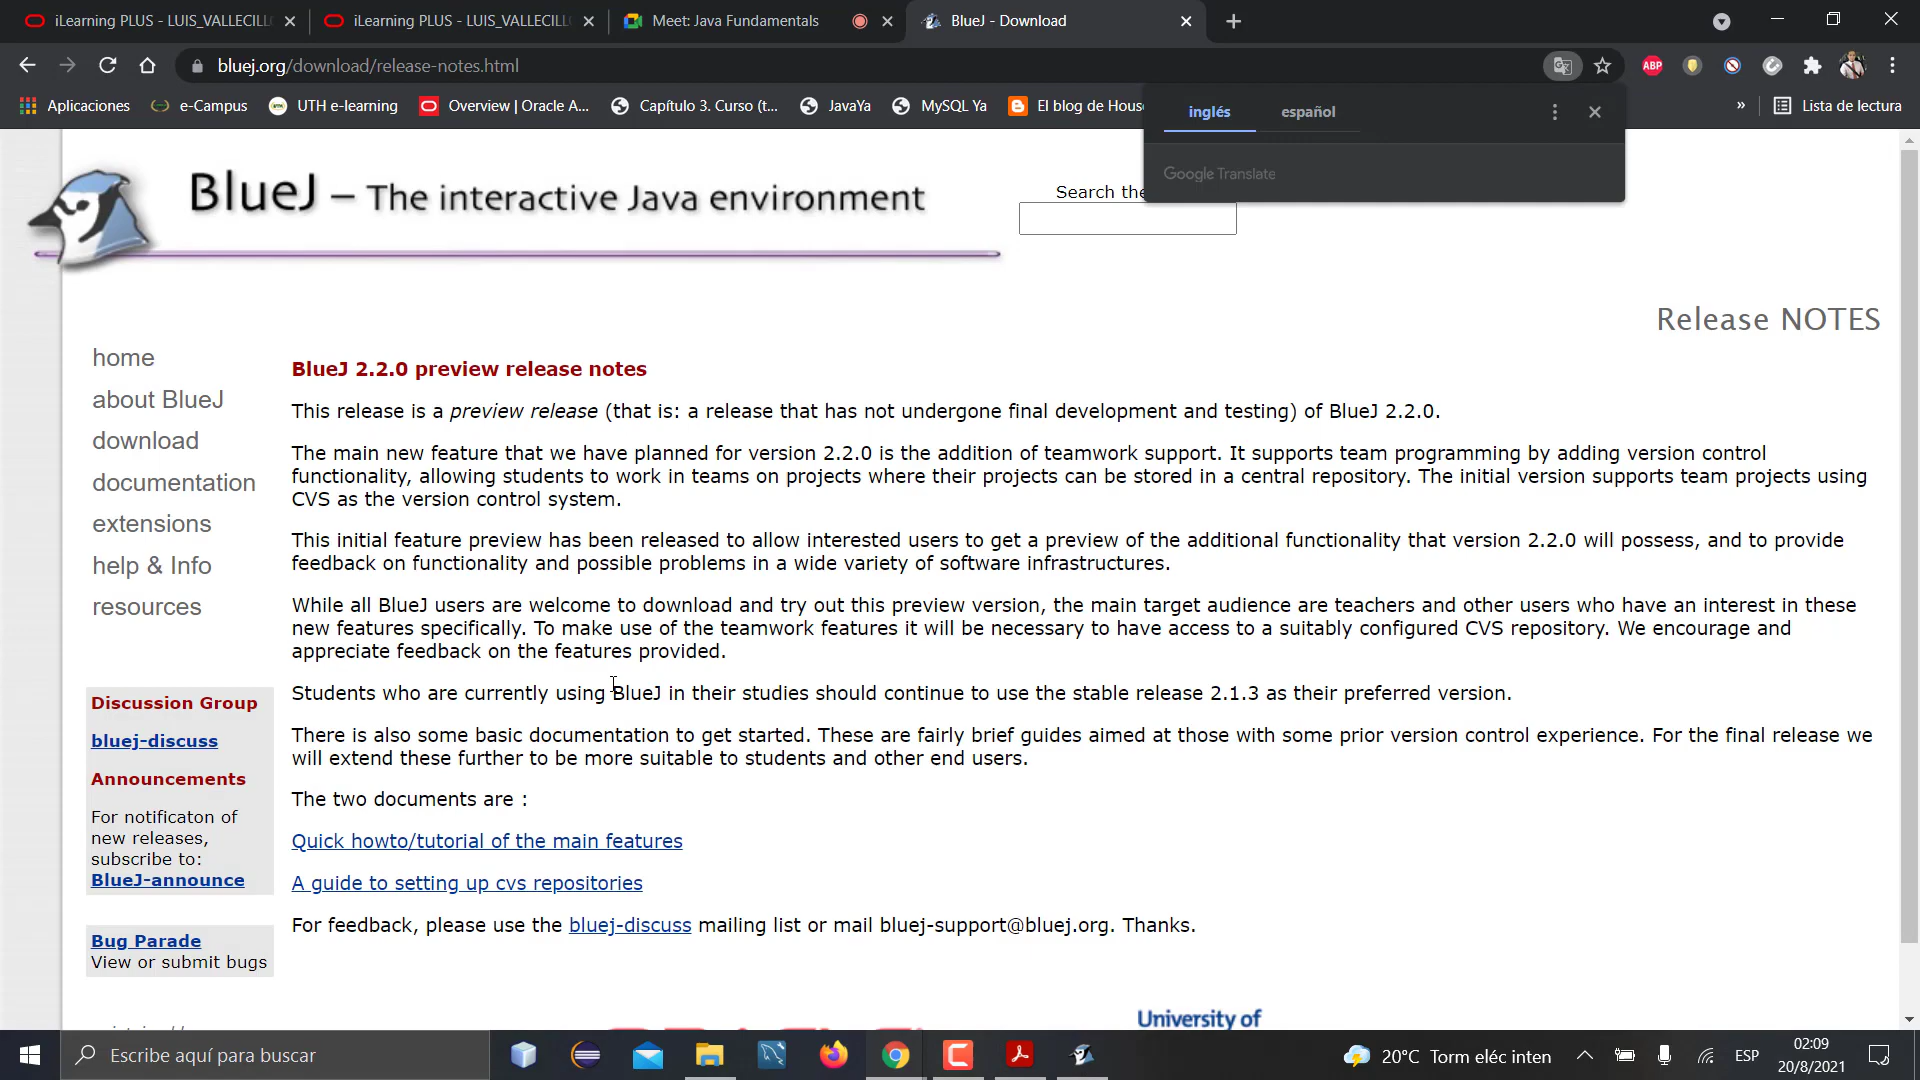 iLearning PLUS - LUIS_VALLECILL
iLearning PLUS - LUIS_VALLECILL
Meet: Java Fundamentals
BlueJ - Download
bluej.org/download/release-notes.html
ABP
Aplicaciones
e-Campus
UTH e-learning
Overview | Oracle A...
Capítulo 3. Curso (t...
JavaYa
MySQL Ya
El blog de Hous
»
Lista de lectura
inglés
español
Google Translate
BlueJ – The interactive Java environment
Search the
Release NOTES
home
about BlueJ
download
documentation
extensions
help & Info
resources
Discussion Group
bluej-discuss
Announcements
For notificaton of
new releases,
subscribe to:
BlueJ-announce
Bug Parade
View or submit bugs
BlueJ 2.2.0 preview release notes
This release is a preview release (that is: a release that has not undergone final development and testing) of BlueJ 2.2.0.
The main new feature that we have planned for version 2.2.0 is the addition of teamwork support. It supports team programming by adding version control
functionality, allowing students to work in teams on projects where their projects can be stored in a central repository. The initial version supports team projects using
CVS as the version control system.
This initial feature preview has been released to allow interested users to get a preview of the additional functionality that version 2.2.0 will possess, and to provide
feedback on functionality and possible problems in a wide variety of software infrastructures.
While all BlueJ users are welcome to download and try out this preview version, the main target audience are teachers and other users who have an interest in these
new features specifically. To make use of the teamwork features it will be necessary to have access to a suitably configured CVS repository. We encourage and
appreciate feedback on the features provided.
Students who are currently using BlueJ in their studies should continue to use the stable release 2.1.3 as their preferred version.
There is also some basic documentation to get started. These are fairly brief guides aimed at those with some prior version control experience. For the final release we
will extend these further to be more suitable to students and other end users.
The two documents are :
Quick howto/tutorial of the main features
A guide to setting up cvs repositories
For feedback, please use the bluej-discuss mailing list or mail bluej-support@bluej.org. Thanks.
University of
Escribe aquí para buscar
20°C Torm eléc inten
ESP
02:09
20/8/2021